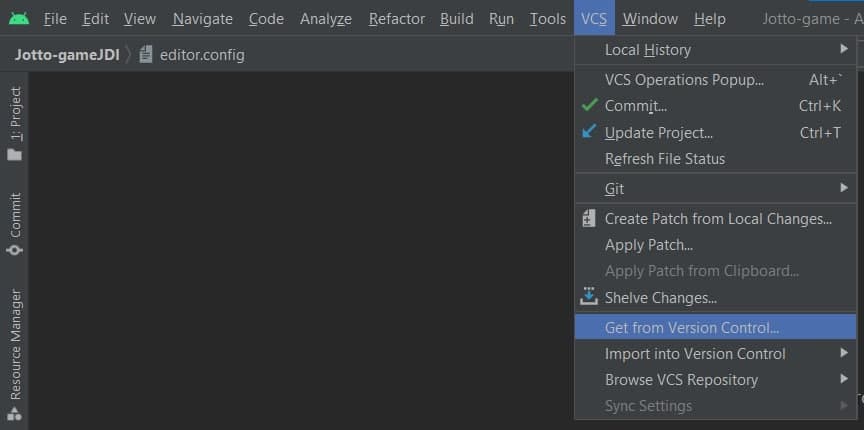 File Edit View Navigate Code Analyze Refactor Build Run Tools VCS Window Help Jotto-game - A
Jotto-gameJDI editor.config
1: Project
Commit
Resource Manager
Local History
VCS Operations Popup... Alt+`
Commit... Ctrl+K
Update Project... Ctrl+T
Refresh File Status
Git
Create Patch from Local Changes...
Apply Patch...
Apply Patch from Clipboard...
Shelve Changes...
Get from Version Control...
Import into Version Control
Browse VCS Repository
Sync Settings